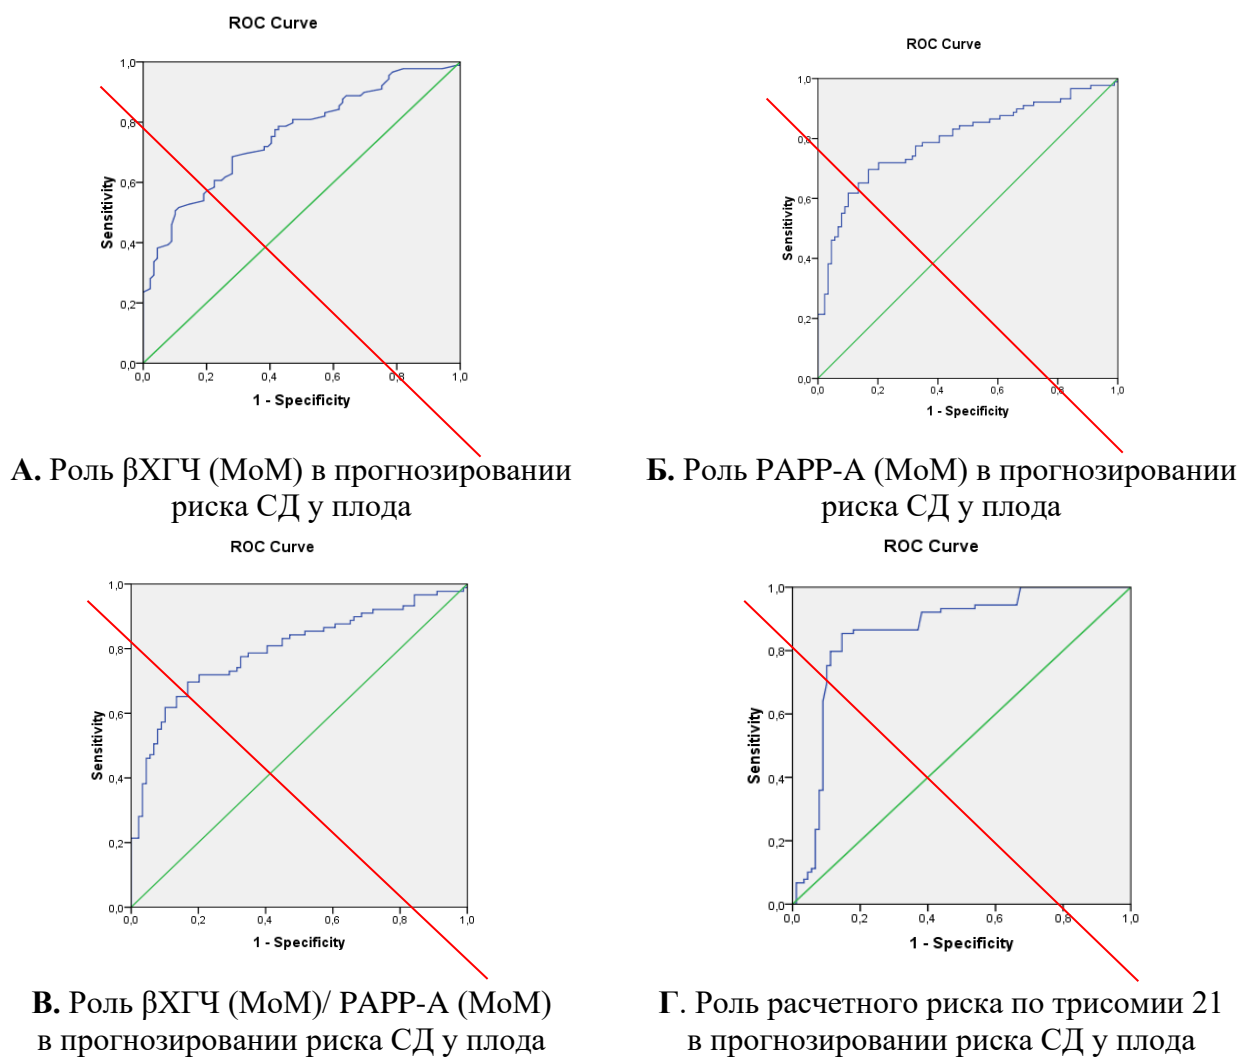 ROC Curve
1,0
0,8
0,6
0,4
0,2
0,0
Sensitivity
0,0 0,2 0,4 0,6 0,8 1,0
1 - Specificity
А. Роль βХГЧ (МоМ) в прогнозировании
риска СД у плода
ROC Curve
1,0
0,8
0,6
0,4
0,2
0,0
Sensitivity
0,0 0,2 0,4 0,6 0,8 1,0
1 - Specificity
Б. Роль PAPP-A (МоМ) в прогнозировании
риска СД у плода
ROC Curve
1,0
0,8
0,6
0,4
0,2
0,0
Sensitivity
0,0 0,2 0,4 0,6 0,8 1,0
1 - Specificity
В. Роль βХГЧ (МоМ)/ PAPP-A (МоМ)
в прогнозировании риска СД у плода
ROC Curve
1,0
0,8
0,6
0,4
0,2
0,0
Sensitivity
0,0 0,2 0,4 0,6 0,8 1,0
1 - Specificity
Г. Роль расчетного риска по трисомии 21
в прогнозировании риска СД у плода